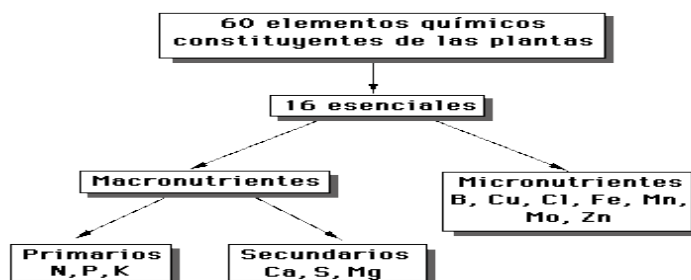 60 elementos químicos
constituyentes de las plantas
16 esenciales
Macronutrientes
Micronutrientes
B, Cu, Cl, Fe, Mn,
Mo, Zn
Primarios
N, P, K
Secundarios
Ca, S, Mg